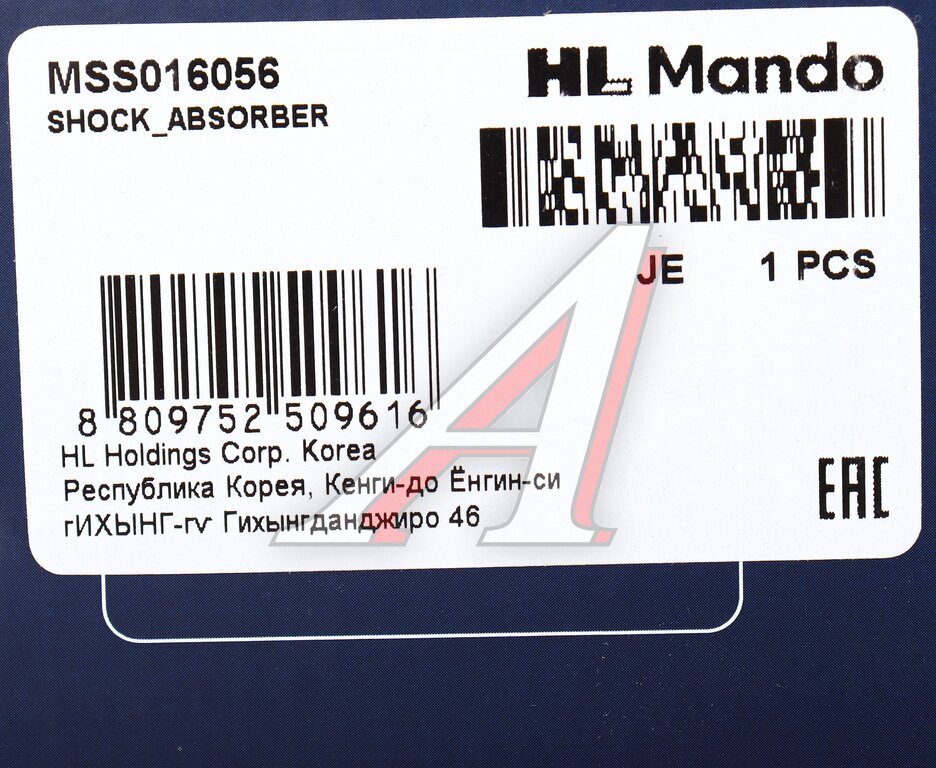 MSS016056
SHOCK_ABSORBER
HL Mando
JE 1 PCS
8 809752 509616
HL Holdings Corp. Korea
Республика Корея, Кенги-до Ёнгин-си
гИХЫНГ-гv Гихынгданджиро 46
EAC